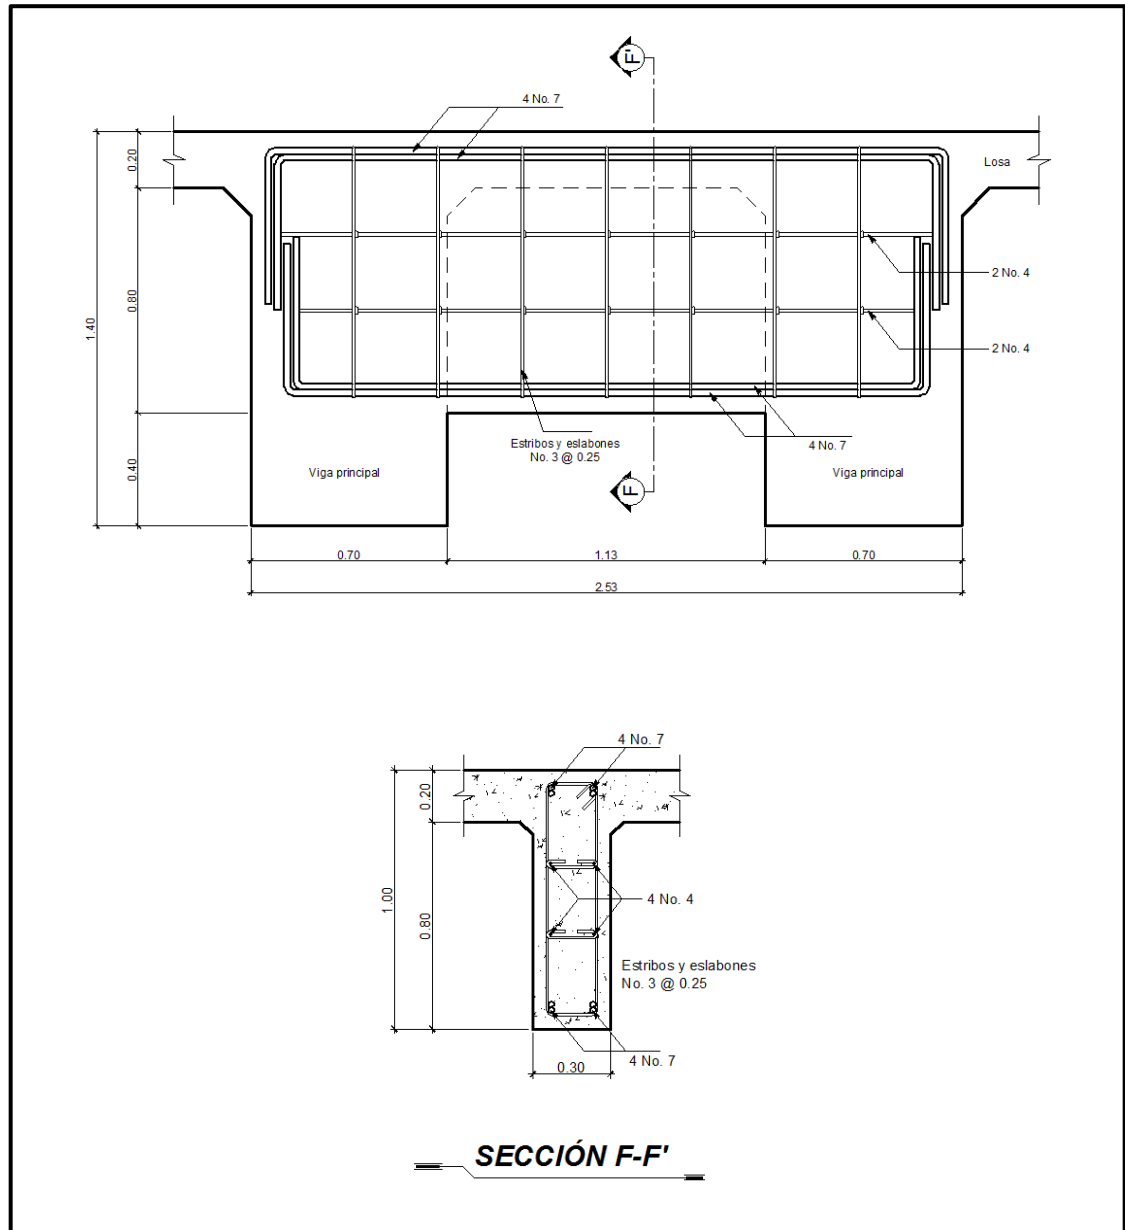 F'
4 No. 7
0.20
Losa
2 No. 4
0.80
1.40
2 No. 4
Estribos y eslabones
No. 3 @ 0.25
4 No. 7
0.40
Viga principal
F
Viga principal
0.70
1.13
0.70
2.53
4 No. 7
0.20
1.00
4 No. 4
0.80
Estribos y eslabones
No. 3 @ 0.25
4 No. 7
0.30
SECCIÓN F-F'